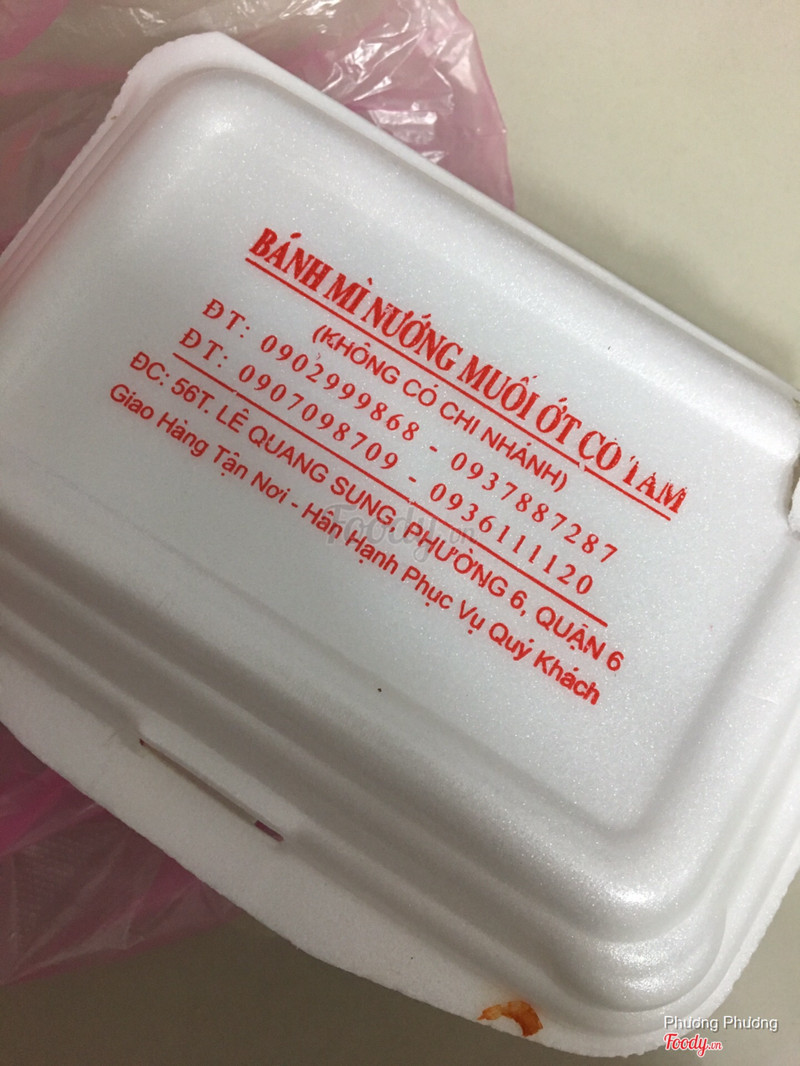 BÁNH MÌ NƯỚNG MUỐI ỚT CÔ TÁM
(KHÔNG CÓ CHI NHÁNH)
ĐT: 0902999868 - 0937887287
ĐT: 0907098709 - 0936111120
ĐC: 56T. LÊ QUANG SUNG, PHƯỜNG 6, QUẬN 6
Giao Hàng Tận Nơi - Hân Hạnh Phục Vụ Quý Khách
Foody.vn
Phương Phương
Foody.vn